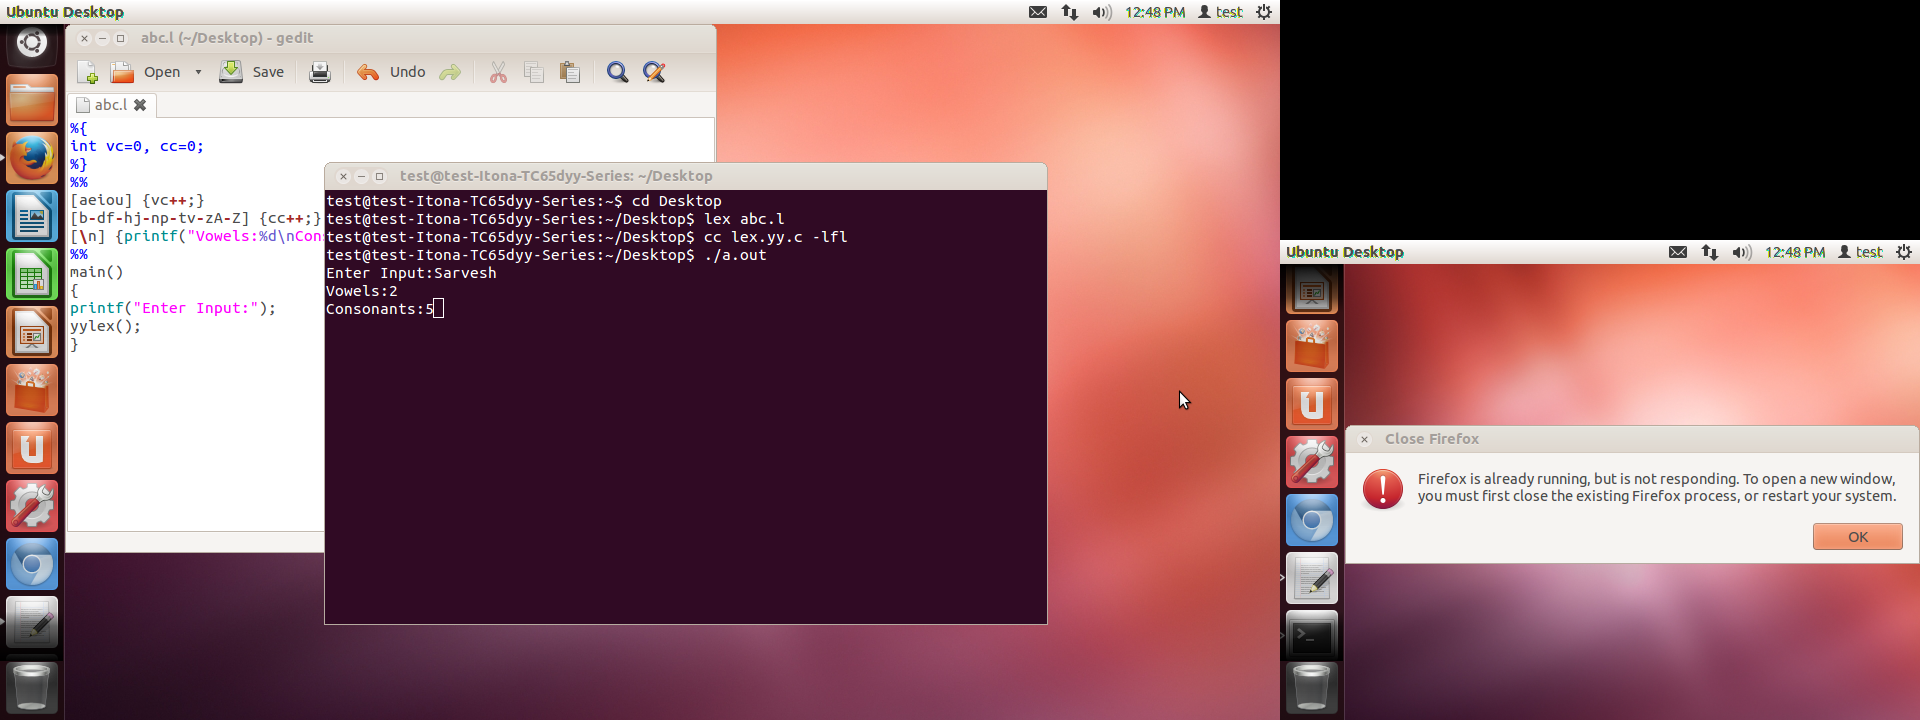 Ubuntu Desktop
12:48 PM test
abc.l (~/Desktop) - gedit
Open Save Undo
abc.l
%{
int vc=0, cc=0;
%}
%%
[aeiou] {vc++;}
[b-df-hj-np-tv-zA-Z] {cc++;}
[\n] {printf("Vowels:%d\nCon
%%
main()
{
printf("Enter Input:");
yylex();
}
test@test-Itona-TC65dyy-Series: ~/Desktop
test@test-Itona-TC65dyy-Series:~$ cd Desktop
test@test-Itona-TC65dyy-Series:~/Desktop$ lex abc.l
test@test-Itona-TC65dyy-Series:~/Desktop$ cc lex.yy.c -lfl
test@test-Itona-TC65dyy-Series:~/Desktop$ ./a.out
Enter Input:Sarvesh
Vowels:2
Consonants:5
Ubuntu Desktop
12:48 PM test
Close Firefox
Firefox is already running, but is not responding. To open a new window,
you must first close the existing Firefox process, or restart your system.
OK